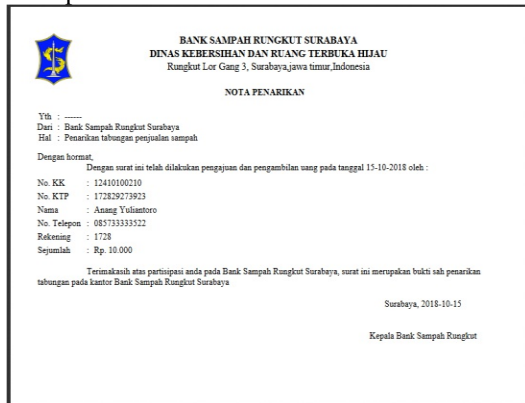 BANK SAMPAH RUNGKUT SURABAYA
DINAS KEBERSIHAN DAN RUANG TERBUKA HIJAU
Rungkut Lor Gang 3, Surabaya,jawa timur,Indonesia
NOTA PENARIKAN
Yth : ------
Dari : Bank Sampah Rungkut Surabaya
Hal : Penarikan tabungan penjualan sampah
Dengan hormat,
Dengan surat ini telah dilakukan pengajuan dan pengambilan uang pada tanggal 15-10-2018 oleh :
No. KK : 12410100210
No. KTP : 172829273923
Nama : Anang Yuliantoro
No. Telepon : 085733333522
Rekening : 1728
Sejumlah : Rp. 10.000
Terimakasih atas partisipasi anda pada Bank Sampah Rungkut Surabaya, surat ini merupakan bukti sah penarikan
tabungan pada kantor Bank Sampah Rungkut Surabaya
Surabaya, 2018-10-15
Kepala Bank Sampah Rungkut